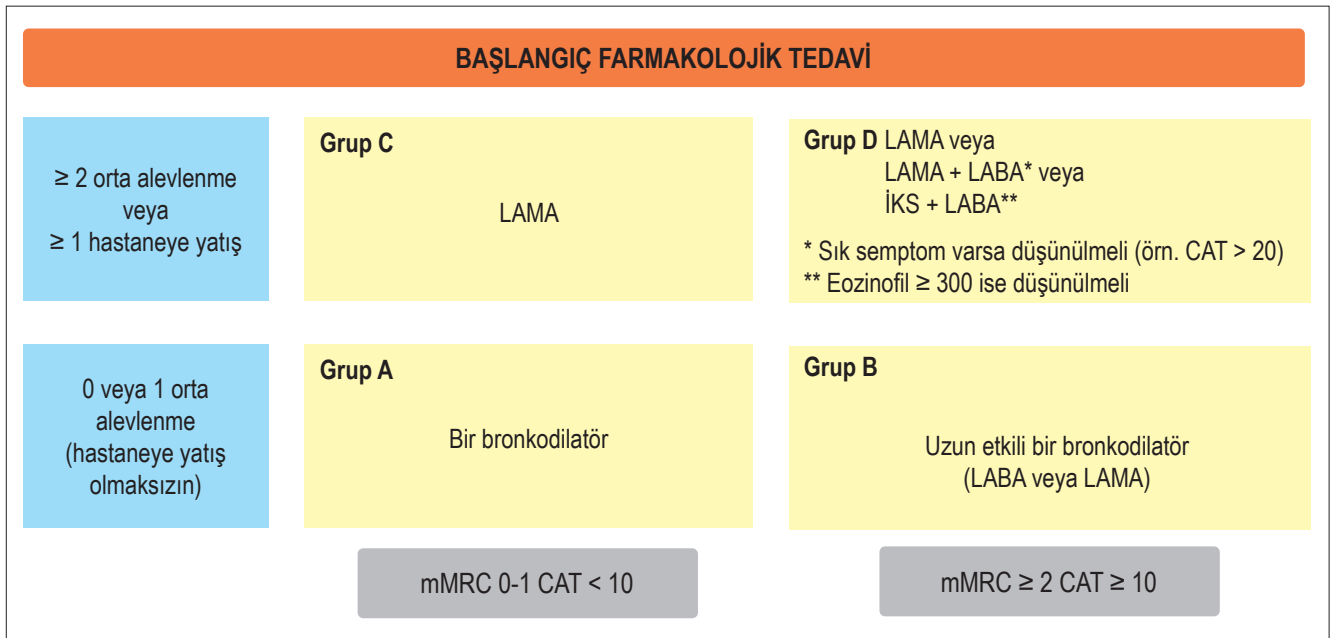 BAŞLANGIÇ FARMAKOLOJİK TEDAVİ
≥ 2 orta alevlenme
veya
≥ 1 hastaneye yatış
Grup C
LAMA
Grup D LAMA veya
LAMA + LABA* veya
İKS + LABA**
* Sık semptom varsa düşünülmeli (örn. CAT > 20)
** Eozinofil ≥ 300 ise düşünülmeli
0 veya 1 orta
alevlenme
(hastaneye yatış
olmaksızın)
Grup A
Bir bronkodilatör
Grup B
Uzun etkili bir bronkodilatör
(LABA veya LAMA)
mMRC 0-1 CAT < 10
mMRC ≥ 2 CAT ≥ 10